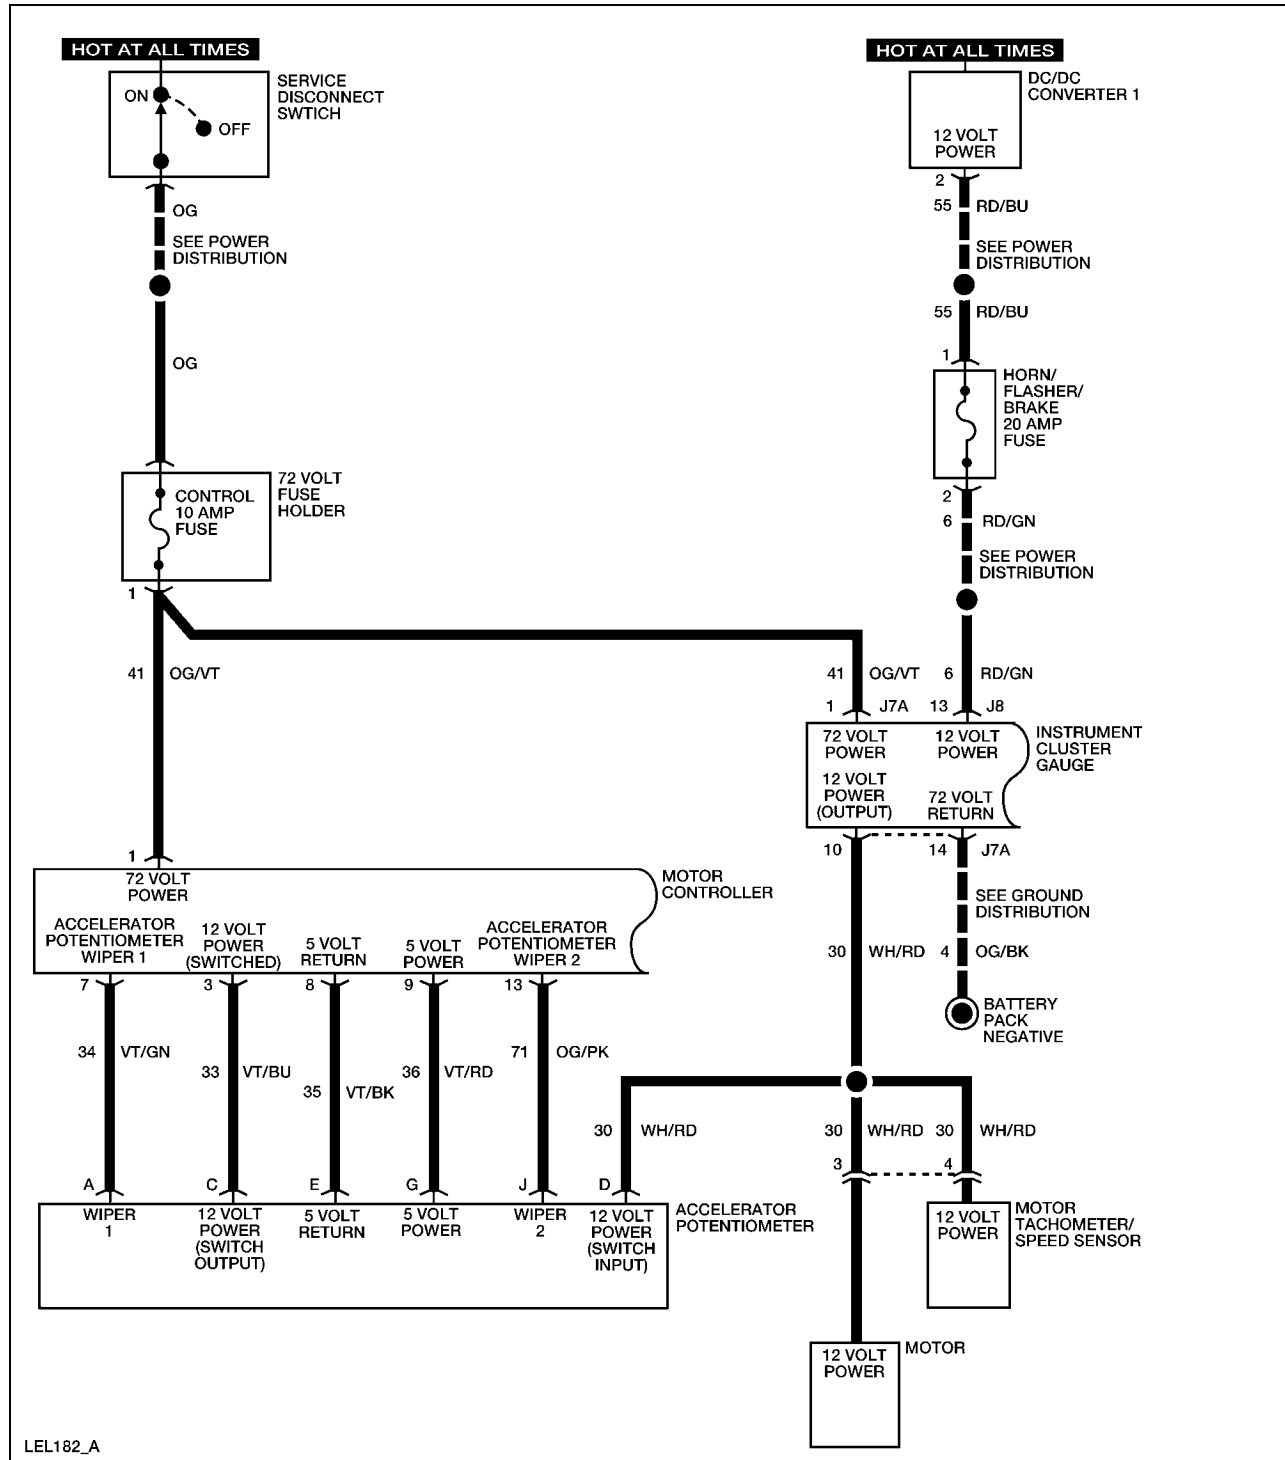 HOT AT ALL TIMES
SERVICE
DISCONNECT
SWTICH
ON
OFF
OG
SEE POWER
DISTRIBUTION
OG
72 VOLT
FUSE
HOLDER
CONTROL
10 AMP
FUSE
1
41
OG/VT
HOT AT ALL TIMES
DC/DC
CONVERTER 1
12 VOLT
POWER
2
55
RD/BU
SEE POWER
DISTRIBUTION
55
RD/BU
1
HORN/
FLASHER/
BRAKE
20 AMP
FUSE
2
6
RD/GN
SEE POWER
DISTRIBUTION
41
OG/VT
6
RD/GN
1
J7A
13
J8
72 VOLT
POWER
12 VOLT
POWER
INSTRUMENT
CLUSTER
GAUGE
12 VOLT
POWER
(OUTPUT)
72 VOLT
RETURN
10
14
J7A
SEE GROUND
DISTRIBUTION
30
WH/RD
4
OG/BK
BATTERY
PACK
NEGATIVE
1
72 VOLT
POWER
MOTOR
CONTROLLER
ACCELERATOR
POTENTIOMETER
WIPER 1
12 VOLT
POWER
(SWITCHED)
5 VOLT
RETURN
5 VOLT
POWER
ACCELERATOR
POTENTIOMETER
WIPER 2
7
3
8
9
13
34
VT/GN
33
VT/BU
35
VT/BK
36
VT/RD
71
OG/PK
30
WH/RD
30
WH/RD
30
WH/RD
3
4
A
C
E
G
J
D
WIPER
1
12 VOLT
POWER
(SWITCH
OUTPUT)
5 VOLT
RETURN
5 VOLT
POWER
WIPER
2
12 VOLT
POWER
(SWITCH
INPUT)
ACCELERATOR
POTENTIOMETER
12 VOLT
POWER
MOTOR
TACHOMETER/
SPEED SENSOR
12 VOLT
POWER
MOTOR
LEL182_A